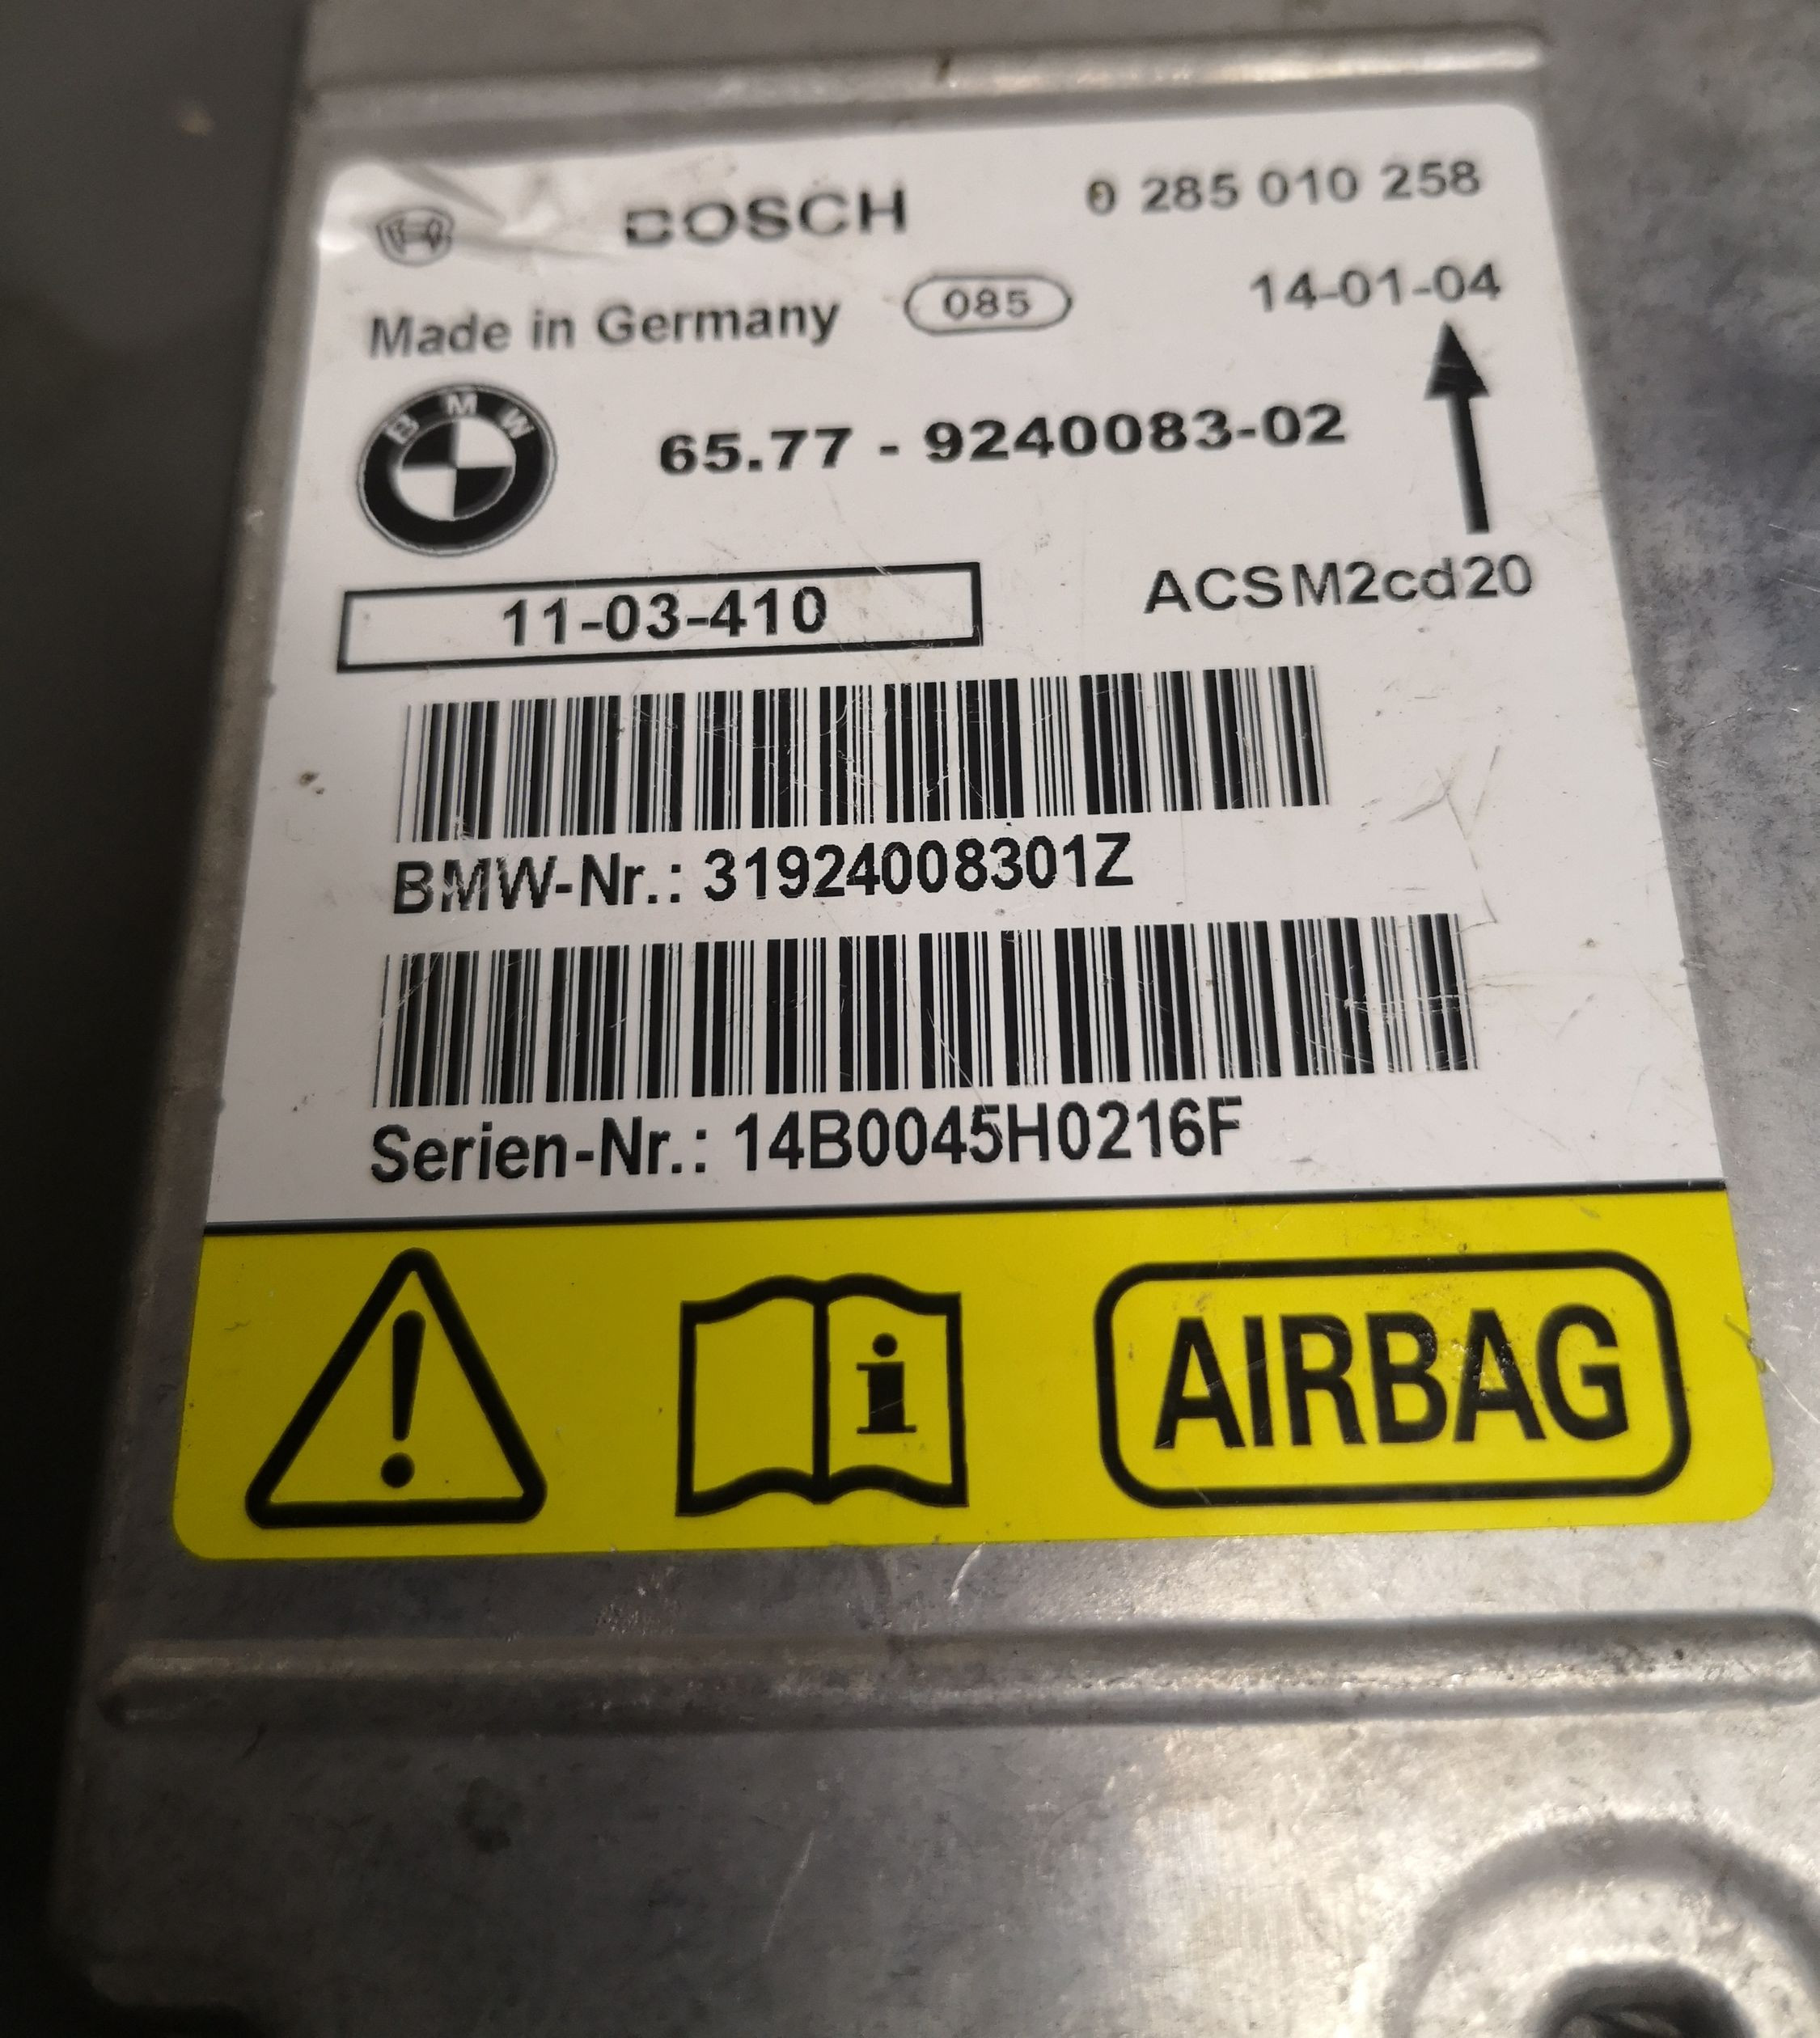 BOSCH 0 285 010 258
Made in Germany 085 14-01-04
BMW 65.77 - 9240083-02
11-03-410 ACSM2cd20
BMW-Nr.: 31924008301Z
Serien-Nr.: 14B0045H0216F
i AIRBAG